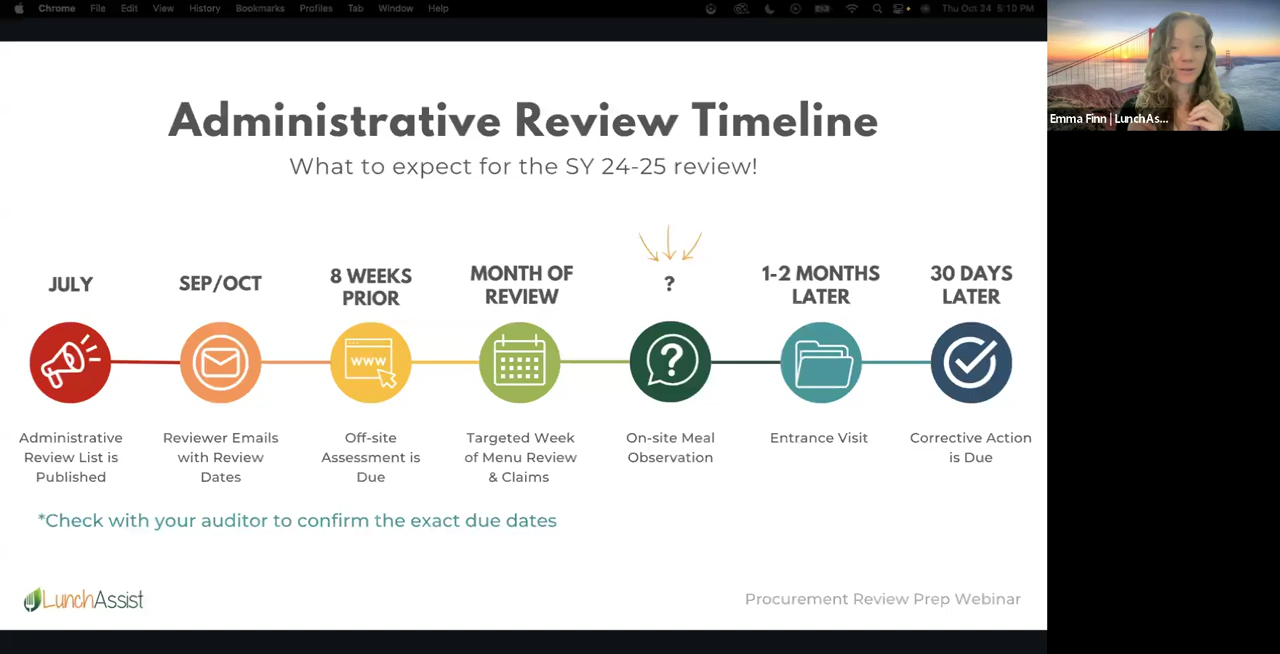 Chrome File Edit View History Bookmarks Profiles Tab Window Help
Thu Oct 24 5:10 PM
Emma Finn | LunchAs...
Administrative Review Timeline
What to expect for the SY 24-25 review!
JULY
SEP/OCT
8 WEEKS
PRIOR
MONTH OF
REVIEW
?
1-2 MONTHS
LATER
30 DAYS
LATER
WWW
?
Administrative
Review List is
Published
Reviewer Emails
with Review
Dates
Off-site
Assessment is
Due
Targeted Week
of Menu Review
& Claims
On-site Meal
Observation
Entrance Visit
Corrective Action
is Due
*Check with your auditor to confirm the exact due dates
LunchAssist
Procurement Review Prep Webinar